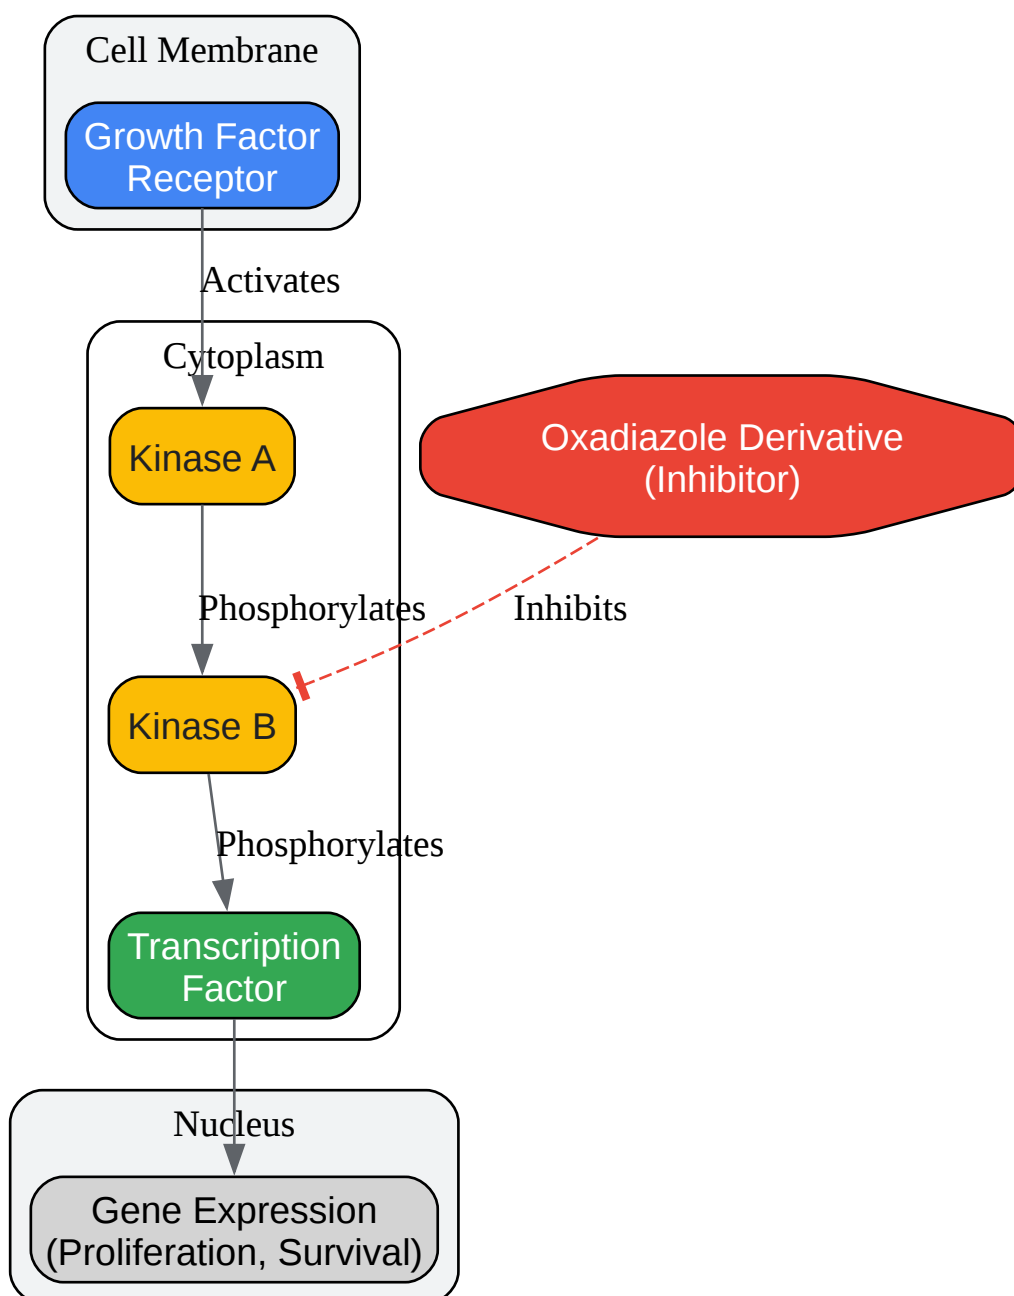 Cell Membrane
Growth Factor
Receptor
Activates
Cytoplasm
Kinase A
Oxadiazole Derivative
(Inhibitor)
Phosphorylates
Inhibits
Kinase B
Phosphorylates
Transcription
Factor
Nucleus
Gene Expression
(Proliferation, Survival)